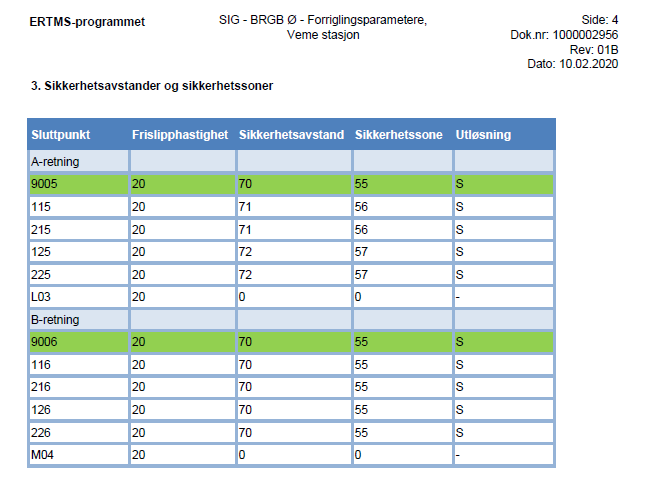 ERTMS-programmet
SIG - BRGB Ø - Forriglingsparametere,
Veme stasjon
Side: 4
Dok.nr: 1000002956
Rev: 01B
Dato: 10.02.2020
3. Sikkerhetsavstander og sikkerhetssoner
Sluttpunkt Frislipphastighet Sikkerhetsavstand Sikkerhetssone Utløsning
A-retning
9005 20 70 55 S
115 20 71 56 S
215 20 71 56 S
125 20 72 57 S
225 20 72 57 S
L03 20 0 0 -
B-retning
9006 20 70 55 S
116 20 70 55 S
216 20 70 55 S
126 20 70 55 S
226 20 70 55 S
M04 20 0 0 -